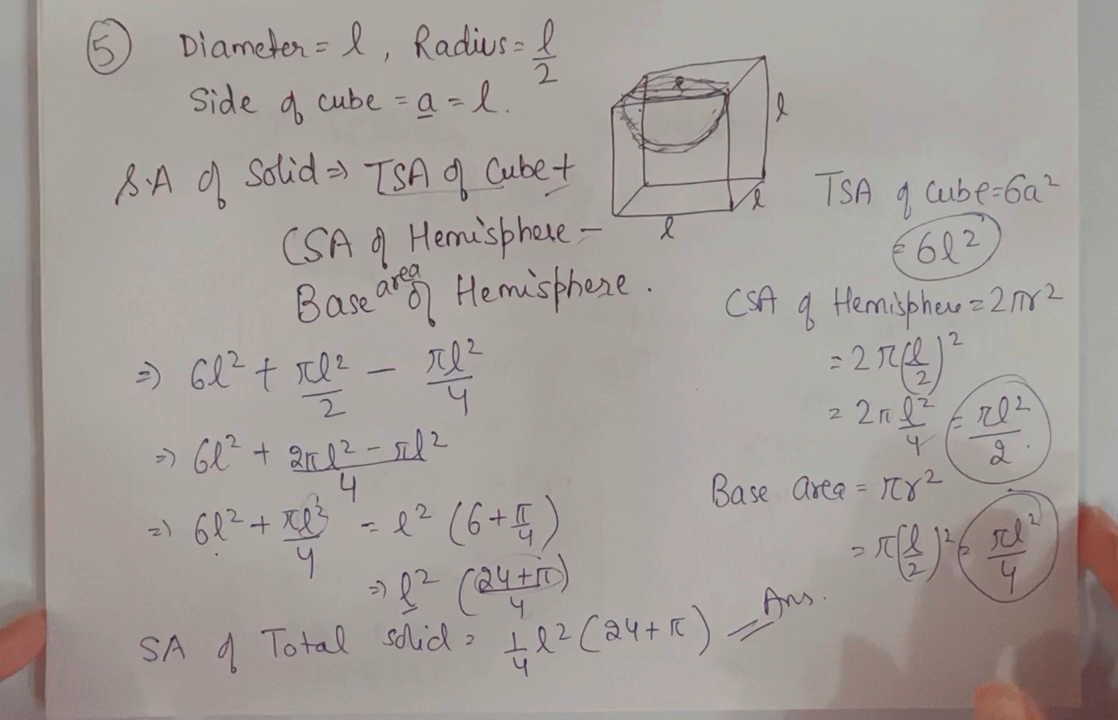 ⑤ Diameter = l, Radius = l/2
Side of cube = a = l.
S.A of Solid ⇒ TSA of Cube +
CSA of Hemisphere –
Base area of Hemisphere.
⇒ 6l² + πl²/2 – πl²/4
⇒ 6l² + (2πl² – πl²)/4
⇒ 6l² + πl²/4 = l² (6 + π/4)
⇒ l² (24+π)/4
SA of Total solid = 1/4 l² (24 + π) Ans.
l
l
l
l
TSA of Cube = 6a²
= 6l²
CSA of Hemisphere = 2πr²
= 2π(l/2)²
= 2π l²/4 = πl²/2.
Base area = πr²
= π(l/2)² = πl²/4